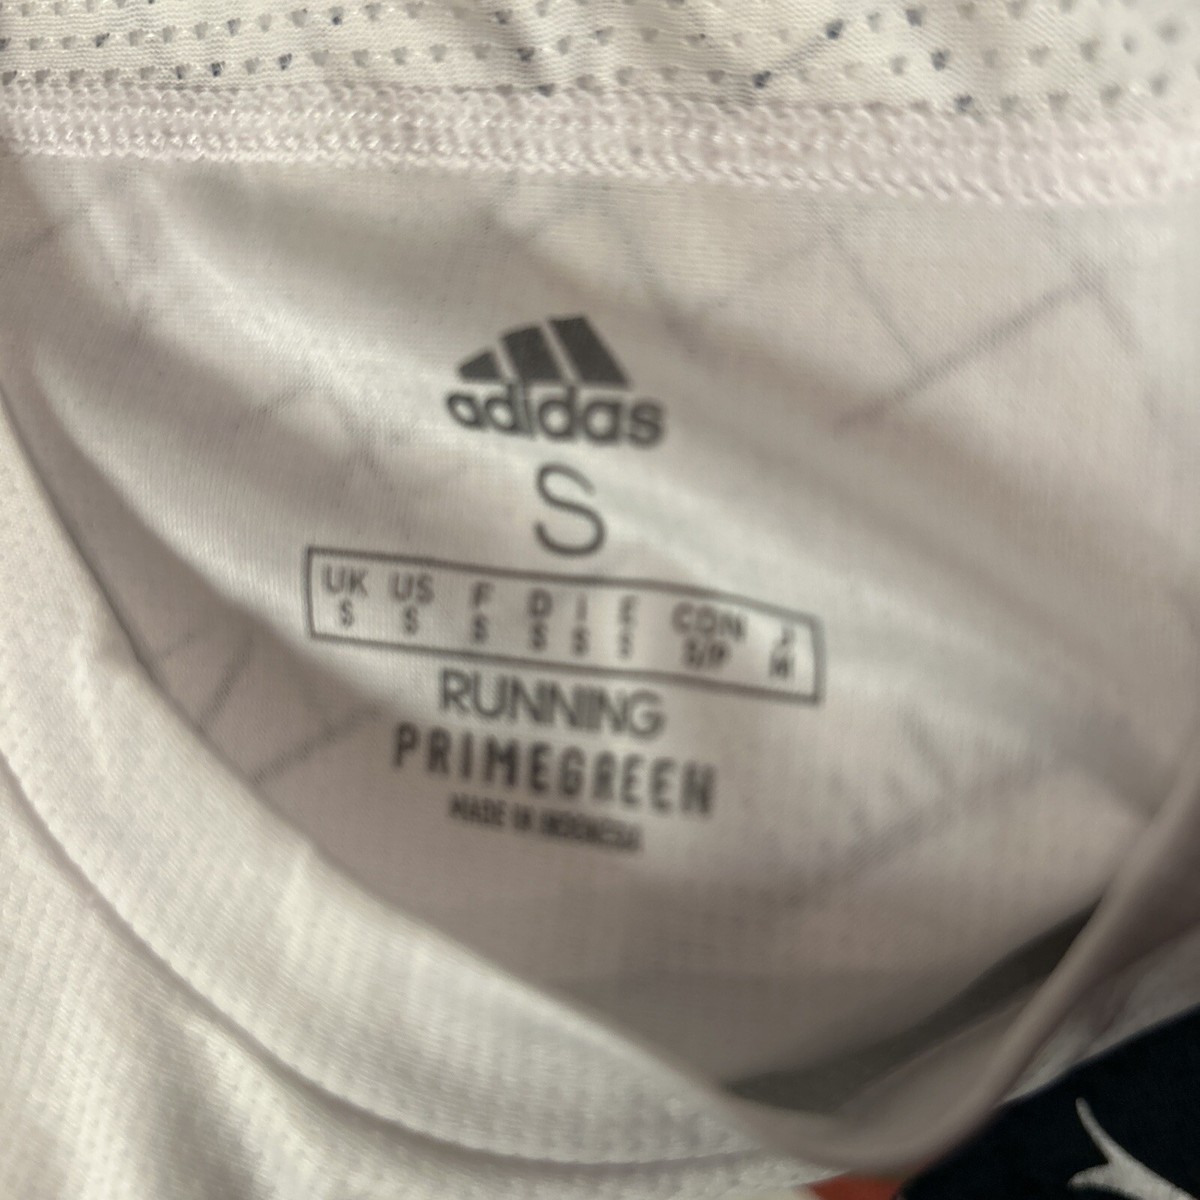 adidas
S
UK US F D I E CDN J
S S S S S S S/P M
RUNNING
PRIMEGREEN
MADE IN INDONESIA